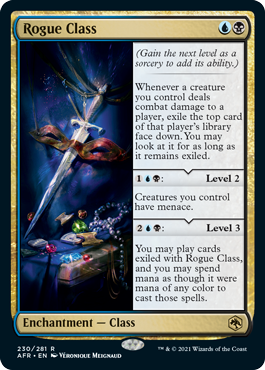 Rogue Class
(Gain the next level as a
sorcery to add its ability.)
Whenever a creature
you control deals
combat damage to a
player, exile the top card
of that player's library
face down. You may
look at it for as long as
it remains exiled.
1 : Level 2
Creatures you control
have menace.
2 : Level 3
You may play cards
exiled with Rogue Class,
and you may spend
mana as though it were
mana of any color to
cast those spells.
Enchantment — Class
230/281 R
AFR • EN VÉRONIQUE MEIGNAUD
™ & © 2021 Wizards of the Coast